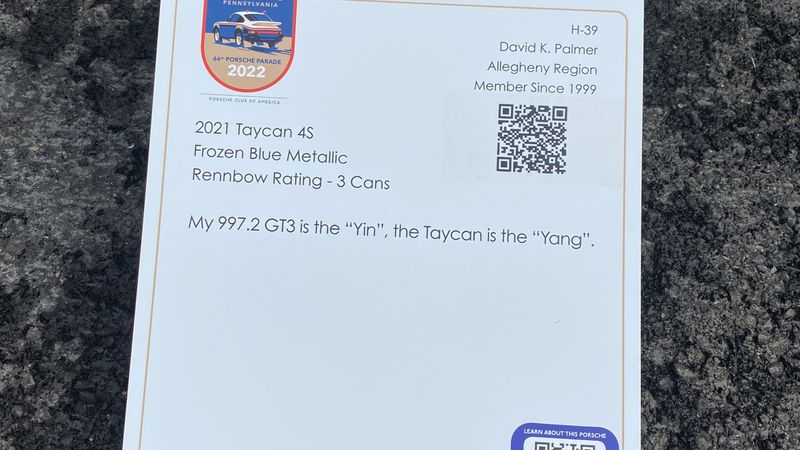 PENNSYLVANIA
66th PORSCHE PARADE
2022
PORSCHE CLUB OF AMERICA
H-39
David K. Palmer
Allegheny Region
Member Since 1999
2021 Taycan 4S
Frozen Blue Metallic
Rennbow Rating - 3 Cans
My 997.2 GT3 is the “Yin”, the Taycan is the “Yang”.
LEARN ABOUT THIS PORSCHE